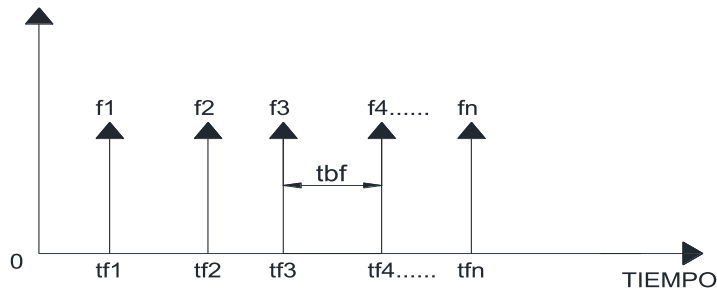 f1 f2 f3 f4...... fn
tbf
0 tf1 tf2 tf3 tf4...... tfn
TIEMPO